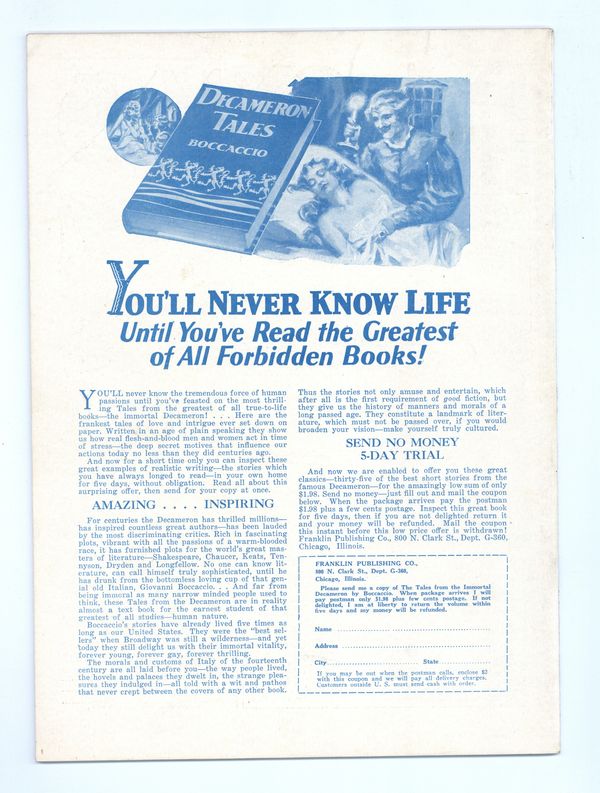 DECAMERON
TALES
BOCCACCIO
YOU'LL NEVER KNOW LIFE
Until You've Read the Greatest
of All Forbidden Books!
YOU'LL never know the tremendous force of human
passions until you've feasted on the most thrill-
ing Tales from the greatest of all true-to-life
books—the immortal Decameron! . . . Here are the
frankest tales of love and intrigue ever set down on
paper. Written in an age of plain speaking they show
us how real flesh-and-blood men and women act in time
of stress—the deep secret motives that influence our
actions today no less than they did centuries ago.
And now for a short time only you can inspect these
great examples of realistic writing—the stories which
you have always longed to read—in your own home
for five days, without obligation. Read all about this
surprising offer, then send for your copy at once.
AMAZING . . . . INSPIRING
For centuries the Decameron has thrilled millions—
has inspired countless great authors—has been lauded
by the most discriminating critics. Rich in fascinating
plots, vibrant with all the passions of a warm-blooded
race, it has furnished plots for the world's great mas-
ters of literature—Shakespeare, Chaucer, Keats, Ten-
nyson, Dryden and Longfellow. No one can know lit-
erature, can call himself truly sophisticated, until he
has drunk from the bottomless loving cup of that gen-
ial old Italian, Giovanni Boccaccio. . . And far from
being immoral as many narrow minded people used to
think, these Tales from the Decameron are in reality
almost a text book for the earnest student of that
greatest of all studies—human nature.
Boccaccio's stories have already lived five times as
long as our United States. They were the "best sel-
lers" when Broadway was still a wilderness—and yet
today they still delight us with their immortal vitality,
forever young, forever gay, forever thrilling.
The morals and customs of Italy of the fourteenth
century are all laid before you—the way people lived,
the hovels and palaces they dwelt in, the strange plea-
sures they indulged in—all told with a wit and pathos
that never crept between the covers of any other book.
Thus the stories not only amuse and entertain, which
after all is the first requirement of good fiction, but
they give us the history of manners and morals of a
long passed age. They constitute a landmark of liter-
ature, which must not be passed over, if you would
broaden your vision—make yourself truly cultured.
SEND NO MONEY
5-DAY TRIAL
And now we are enabled to offer you these great
classics—thirty-five of the best short stories from the
famous Decameron—for the amazingly low sum of only
$1.98. Send no money—just fill out and mail the coupon
below. When the package arrives pay the postman
$1.98 plus a few cents postage. Inspect this great book
for five days, then if you are not delighted return it
and your money will be refunded. Mail the coupon
this instant before this low price offer is withdrawn!
Franklin Publishing Co., 800 N. Clark St., Dept. G-360,
Chicago, Illinois.
FRANKLIN PUBLISHING CO.,
800 N. Clark St., Dept. G-360,
Chicago, Illinois.
Please send me a copy of The Tales from the Immortal
Decameron by Boccaccio. When package arrives I will
pay postman only $1.98 plus few cents postage. If not
delighted, I am at liberty to return the volume within
five days and my money will be refunded.
Name
Address
City State
If you may be out when the postman calls, enclose $2
with this coupon and we will pay all delivery charges.
Customers outside U. S. must send cash with order.